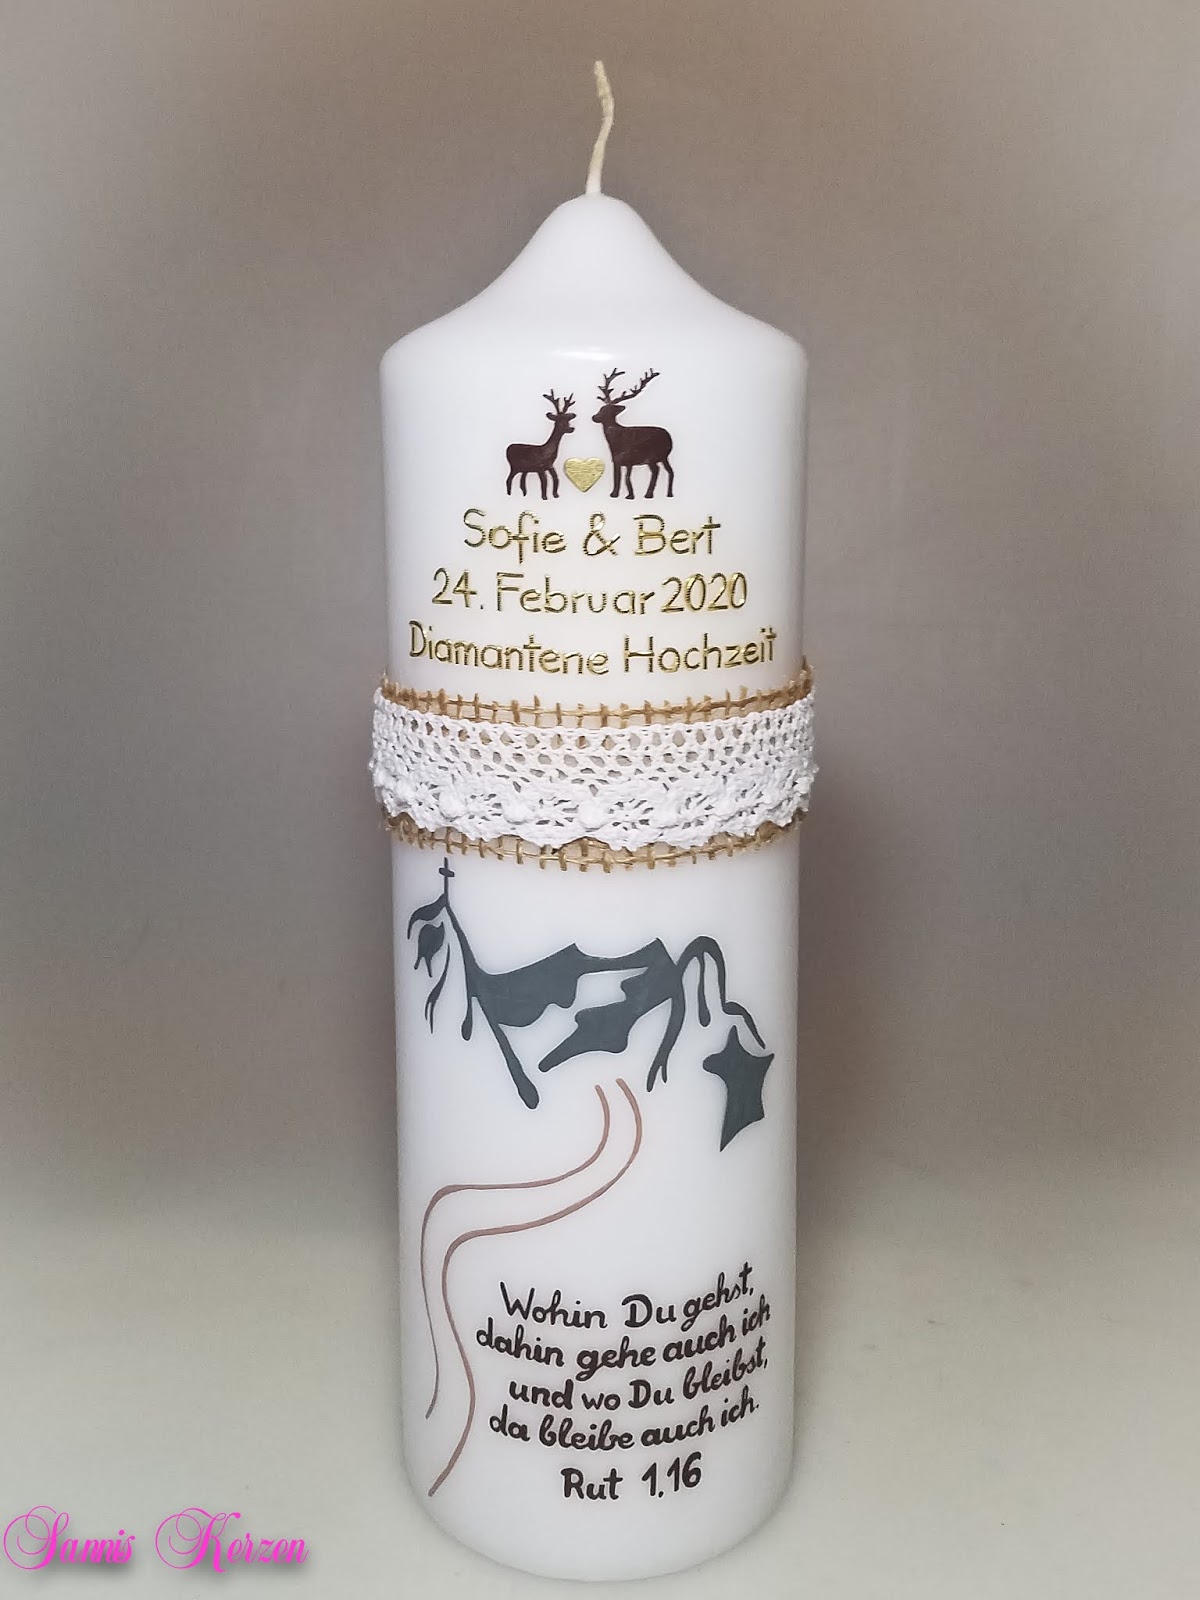 Sofie & Bert
24. Februar 2020
Diamantene Hochzeit
Wohin Du gehst,
dahin gehe auch ich
und wo Du bleibst,
da bleibe auch ich.
Rut 1,16
Sannis Kerzen